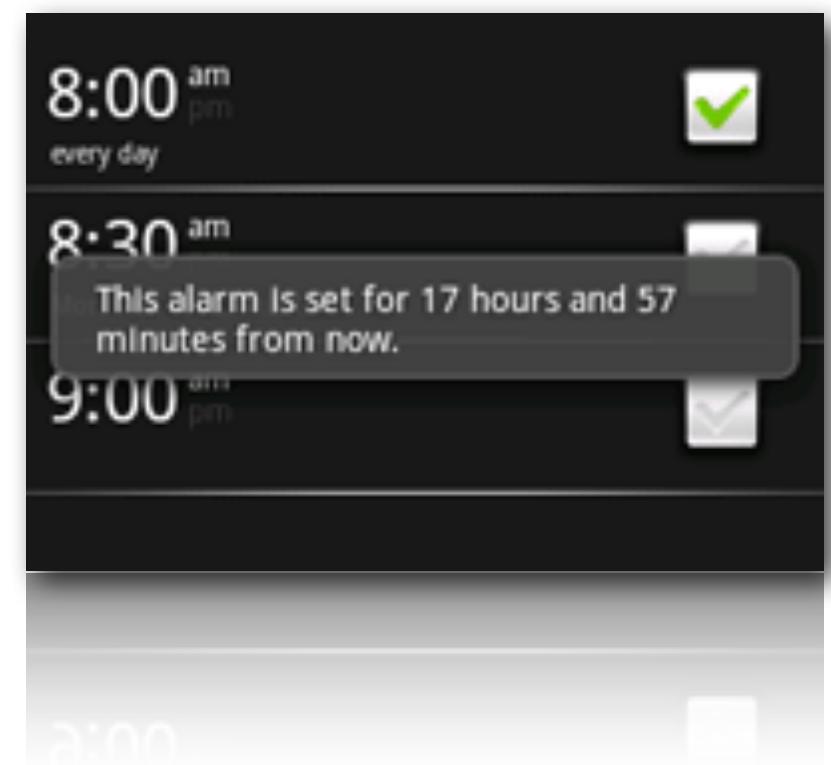 8:00 am
pm
every day
8:30 am
This alarm is set for 17 hours and 57
minutes from now.
9:00 am
pm